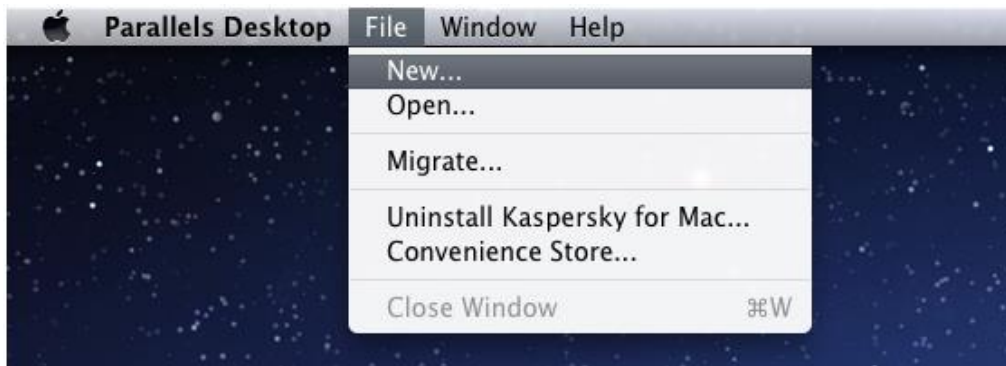 Parallels Desktop File Window Help
New...
Open...
Migrate...
Uninstall Kaspersky for Mac...
Convenience Store...
Close Window ⌘W